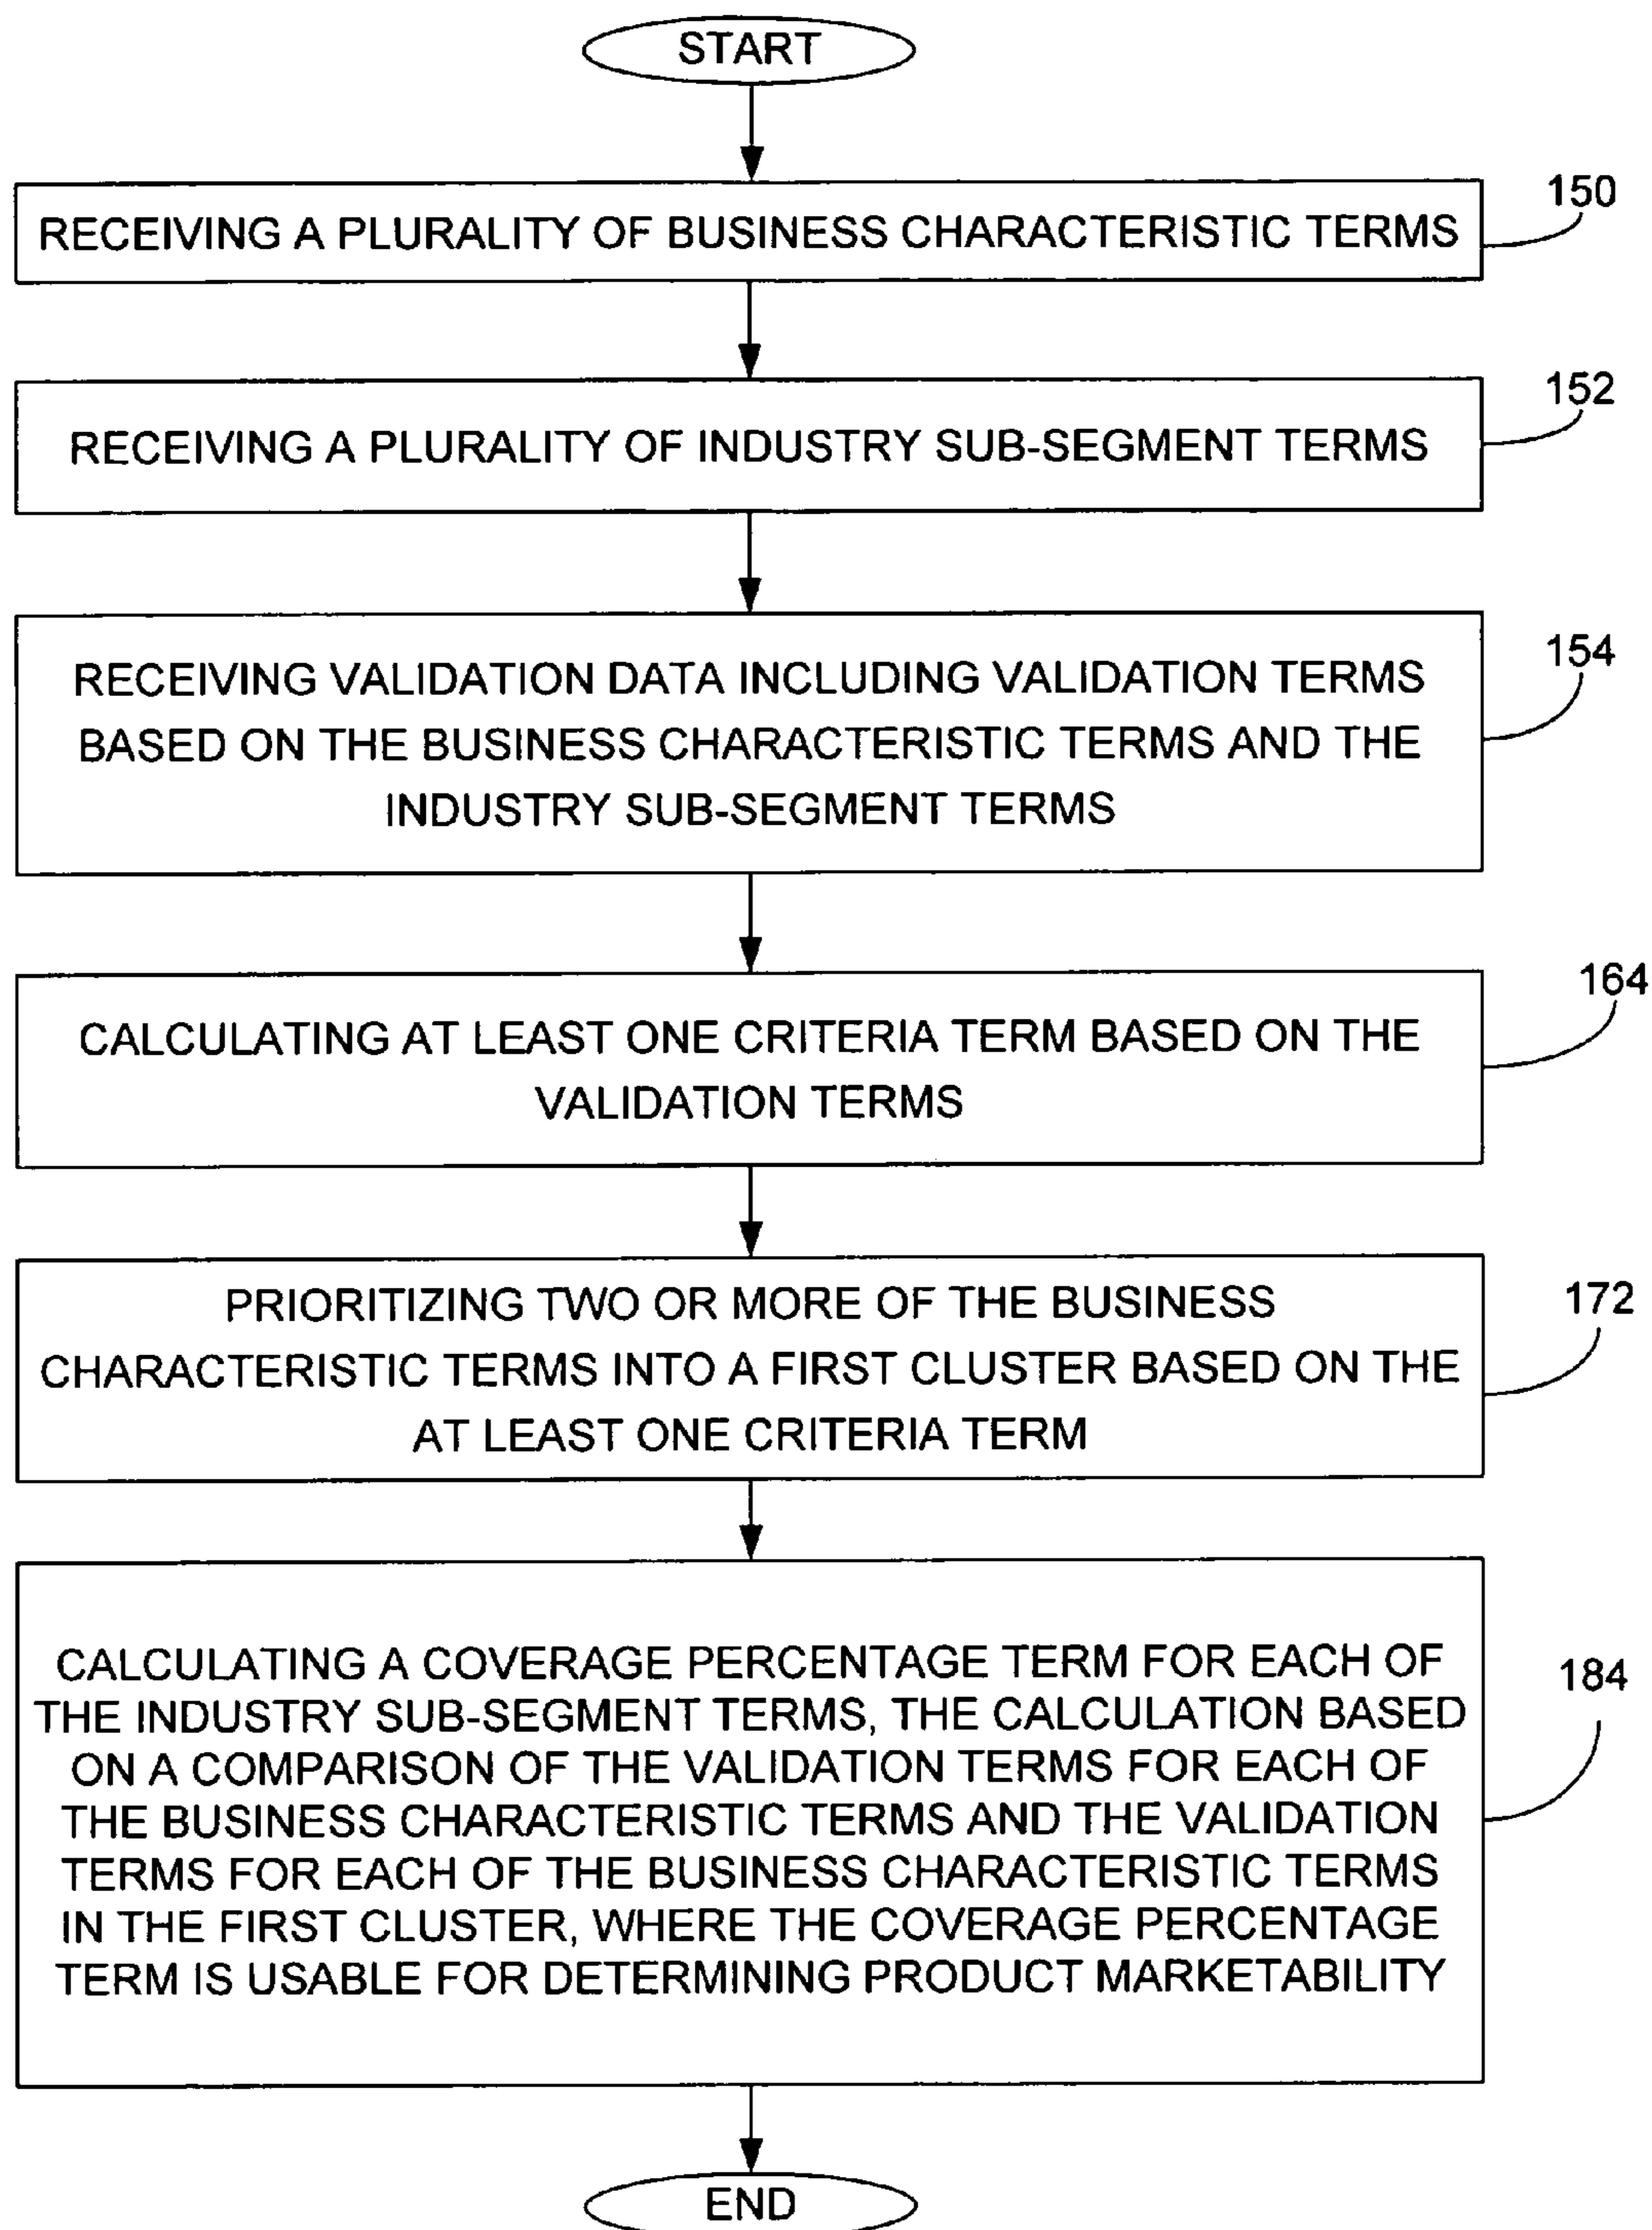 START
150
RECEIVING A PLURALITY OF BUSINESS CHARACTERISTIC TERMS
152
RECEIVING A PLURALITY OF INDUSTRY SUB-SEGMENT TERMS
154
RECEIVING VALIDATION DATA INCLUDING VALIDATION TERMS
BASED ON THE BUSINESS CHARACTERISTIC TERMS AND THE
INDUSTRY SUB-SEGMENT TERMS
164
CALCULATING AT LEAST ONE CRITERIA TERM BASED ON THE
VALIDATION TERMS
172
PRIORITIZING TWO OR MORE OF THE BUSINESS
CHARACTERISTIC TERMS INTO A FIRST CLUSTER BASED ON THE
AT LEAST ONE CRITERIA TERM
184
CALCULATING A COVERAGE PERCENTAGE TERM FOR EACH OF
THE INDUSTRY SUB-SEGMENT TERMS, THE CALCULATION BASED
ON A COMPARISON OF THE VALIDATION TERMS FOR EACH OF
THE BUSINESS CHARACTERISTIC TERMS AND THE VALIDATION
TERMS FOR EACH OF THE BUSINESS CHARACTERISTIC TERMS
IN THE FIRST CLUSTER, WHERE THE COVERAGE PERCENTAGE
TERM IS USABLE FOR DETERMINING PRODUCT MARKETABILITY
END